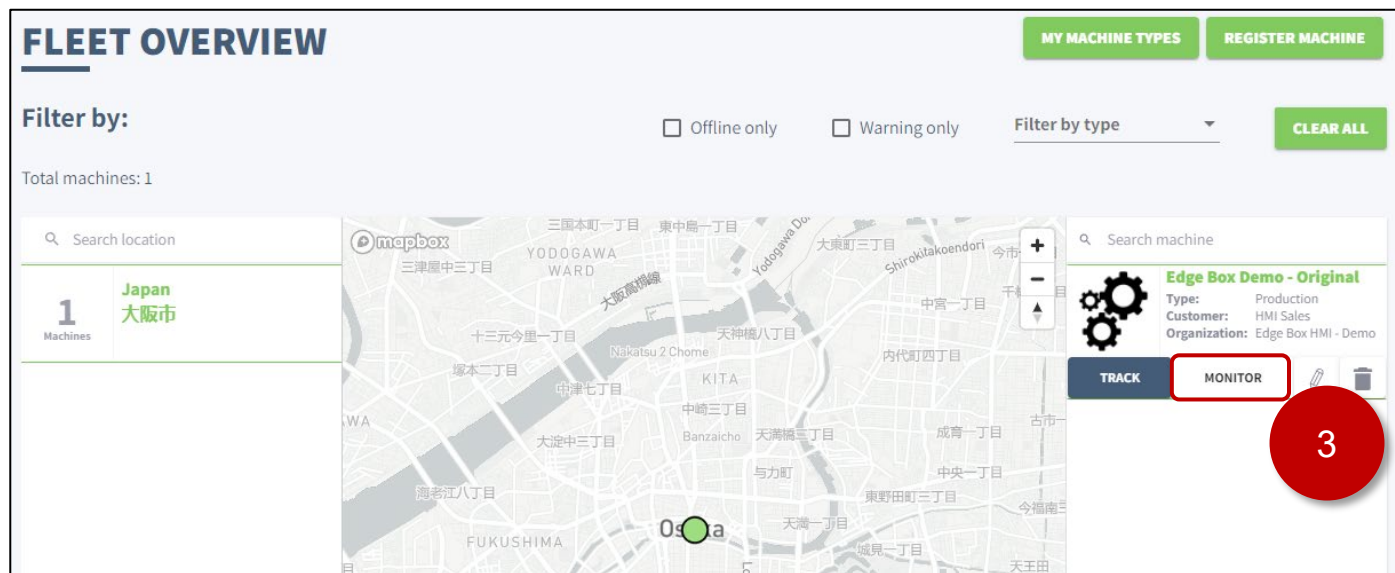 FLEET OVERVIEW
MY MACHINE TYPES
REGISTER MACHINE
Filter by:
Offline only
Warning only
Filter by type
CLEAR ALL
Total machines: 1
Search location
1
Machines
Japan
大阪市
mapbox
三国本町一丁目
東中島一丁目
YODOGAWA
WARD
三津屋中三丁目
大東町三丁目
Shirokitakoendori
中宮一丁目
十三元今里一丁目
天神橋八丁目
Nakatsu 2 Chome
内代町四丁目
塚本二丁目
KITA
中津七丁目
中崎三丁目
大淀中三丁目
Banzaicho
天満橋三丁目
成育一丁目
与力町
中央一丁目
海老江八丁目
東野田町三丁目
Osaka
天満一丁目
FUKUSHIMA
城見一丁目
+
−
Search machine
Edge Box Demo - Original
Type: Production
Customer: HMI Sales
Organization: Edge Box HMI - Demo
TRACK
MONITOR
3